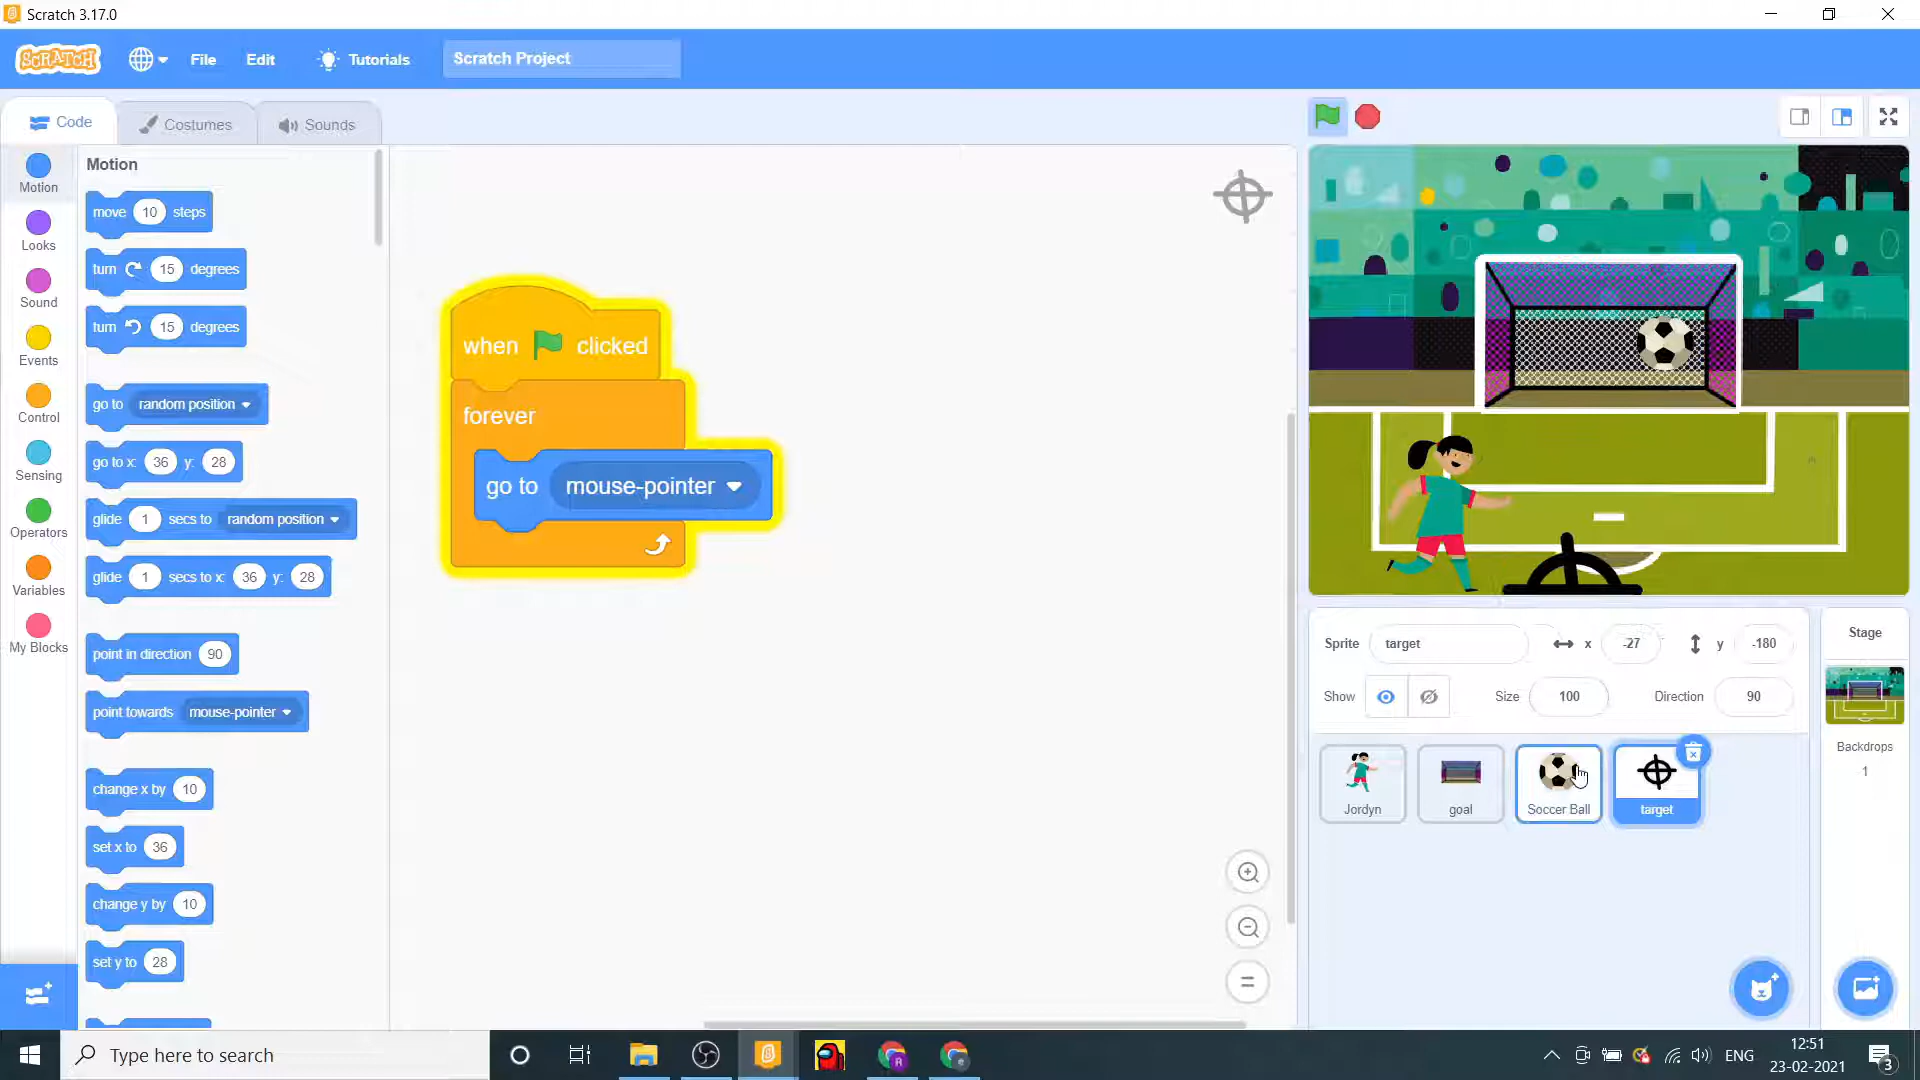 Scratch 3.17.0
SCRATCH
File
Edit
Tutorials
Scratch Project
Code
Costumes
Sounds
Motion
Looks
Sound
Events
Control
Sensing
Operators
Variables
My Blocks
Motion
move 10 steps
turn 15 degrees
turn 15 degrees
go to random position
go to x: 36 y: 28
glide 1 secs to random position
glide 1 secs to x: 36 y: 28
point in direction 90
point towards mouse-pointer
change x by 10
set x to 36
change y by 10
set y to 28
when clicked
forever
go to mouse-pointer
Sprite target x -27 y -180
Show Size 100 Direction 90
Jordyn
goal
Soccer Ball
target
Stage
Backdrops
1
Type here to search
ENG
12:51
23-02-2021
3